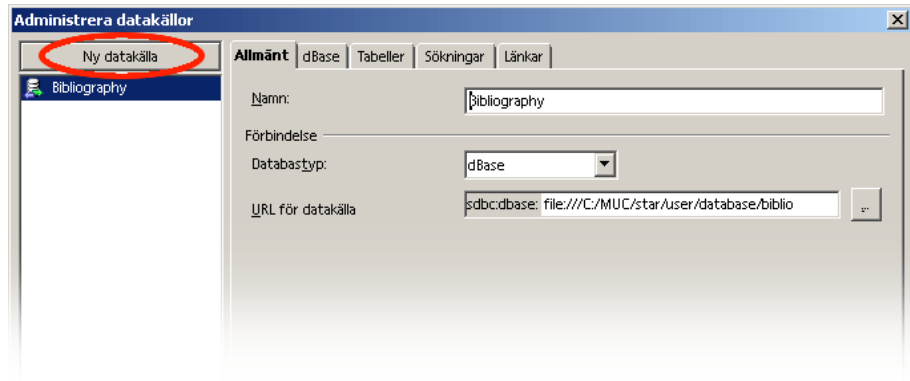 Administrera datakällor
Ny datakälla
Bibliography
Allmänt dBase Tabeller Sökningar Länkar
Namn: Bibliography
Förbindelse
Databastyp: dBase
URL för datakälla sdbc:dbase: file:///C:/MUC/star/user/database/biblio ...